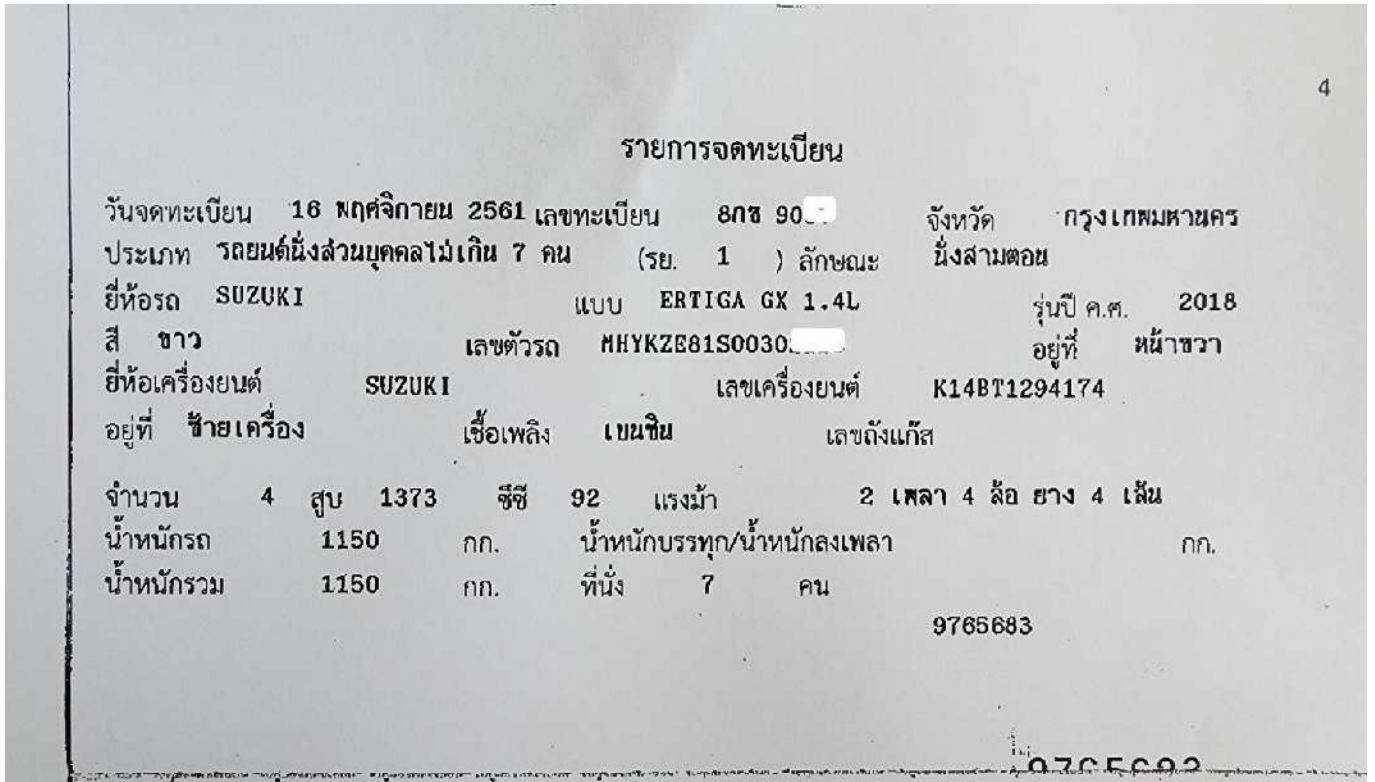 4
รายการจดทะเบียน
วันจดทะเบียน 16 พฤศจิกายน 2561 เลขทะเบียน 8กช 90 จังหวัด กรุงเทพมหานคร
ประเภท รถยนต์นั่งส่วนบุคคลไม่เกิน 7 คน (รย. 1 ) ลักษณะ นั่งสามตอน
ยี่ห้อรถ SUZUKI แบบ ERTIGA GX 1.4L รุ่นปี ค.ศ. 2018
สี ขาว เลขตัวรถ MHYKZE81S0030 อยู่ที่ หน้าขวา
ยี่ห้อเครื่องยนต์ SUZUKI เลขเครื่องยนต์ K14BT1294174
อยู่ที่ ซ้ายเครื่อง เชื้อเพลิง เบนซิน เลขถังแก๊ส
จำนวน 4 สูบ 1373 ซีซี 92 แรงม้า 2 เพลา 4 ล้อ ยาง 4 เส้น
น้ำหนักรถ 1150 กก. น้ำหนักบรรทุก/น้ำหนักลงเพลา กก.
น้ำหนักรวม 1150 กก. ที่นั่ง 7 คน
9765683